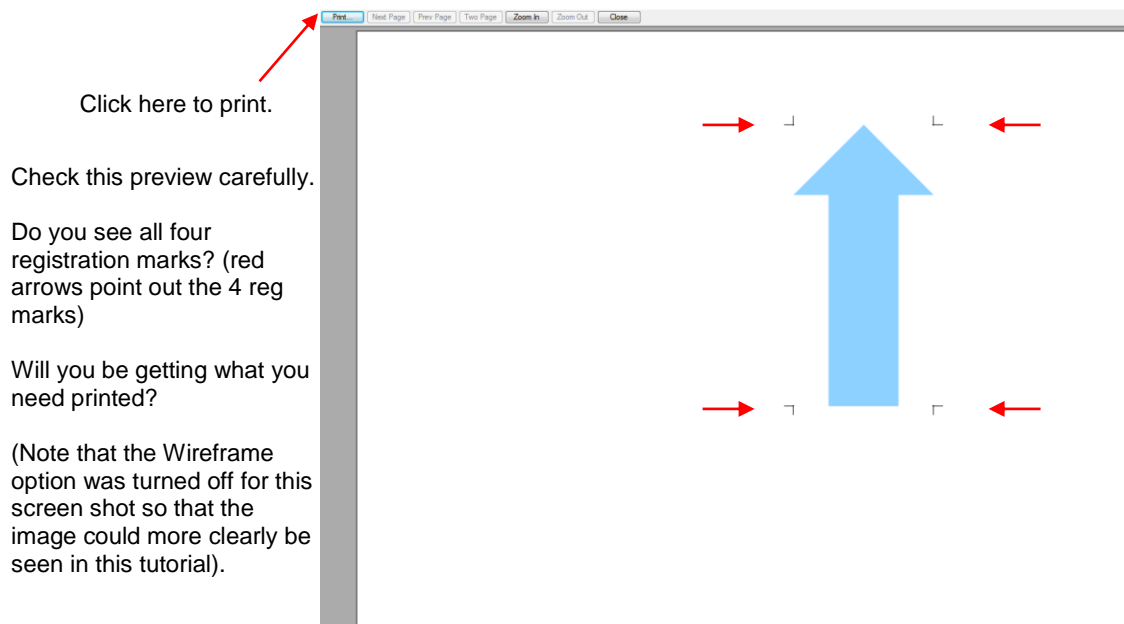 Print... Next Page Prev Page Two Page Zoom In Zoom Out Close
Click here to print.
Check this preview carefully.
Do you see all four
registration marks? (red
arrows point out the 4 reg
marks)
Will you be getting what you
need printed?
(Note that the Wireframe
option was turned off for this
screen shot so that the
image could more clearly be
seen in this tutorial).